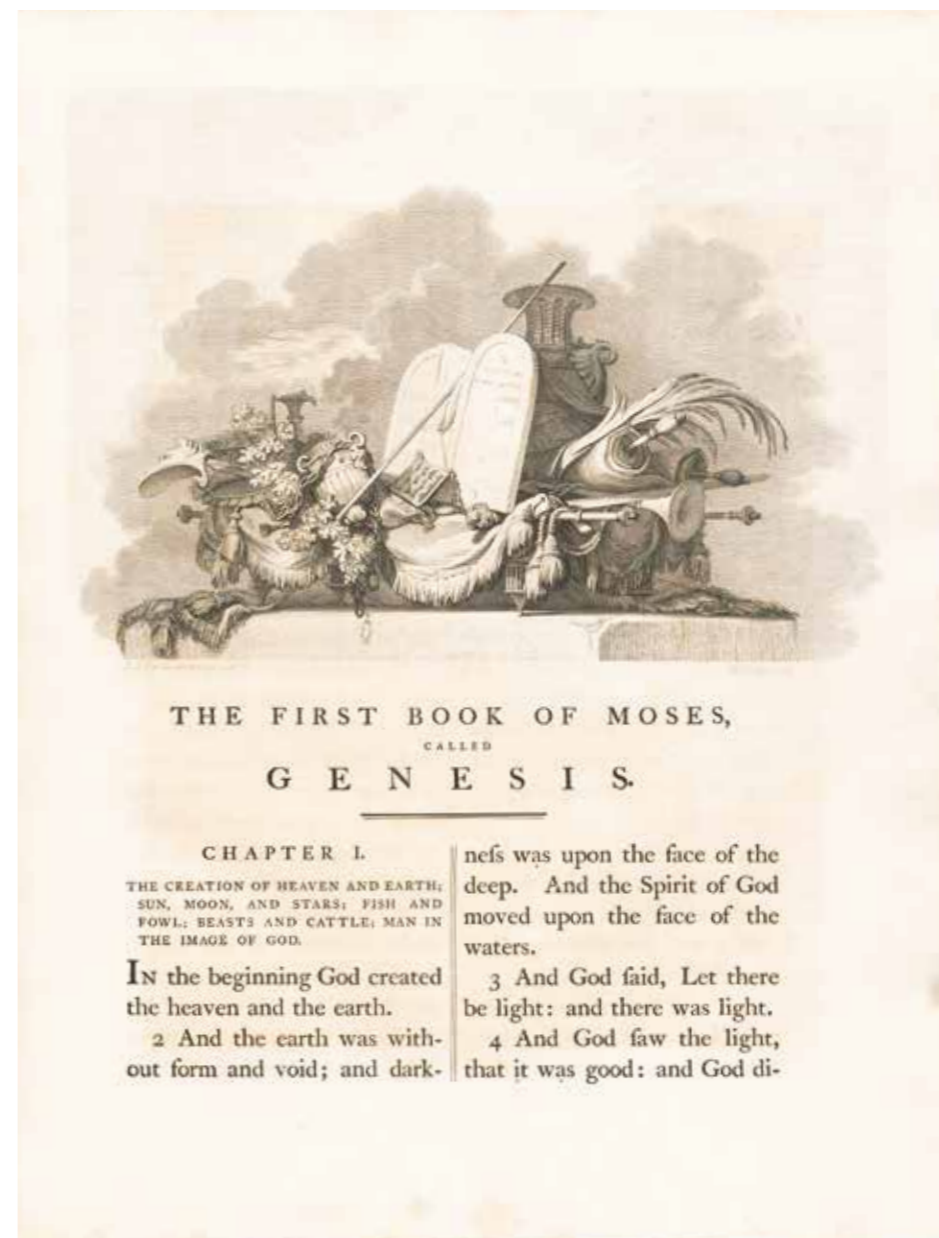 THE FIRST BOOK OF MOSES,
CALLED
GENESIS.
CHAPTER I.
THE CREATION OF HEAVEN AND EARTH;
SUN, MOON, AND STARS; FISH AND
FOWL; BEASTS AND CATTLE; MAN IN
THE IMAGE OF GOD.
IN the beginning God created
the heaven and the earth.
2 And the earth was with-
out form and void; and dark-
neſs was upon the face of the
deep. And the Spirit of God
moved upon the face of the
waters.
3 And God ſaid, Let there
be light: and there was light.
4 And God ſaw the light,
that it was good: and God di-